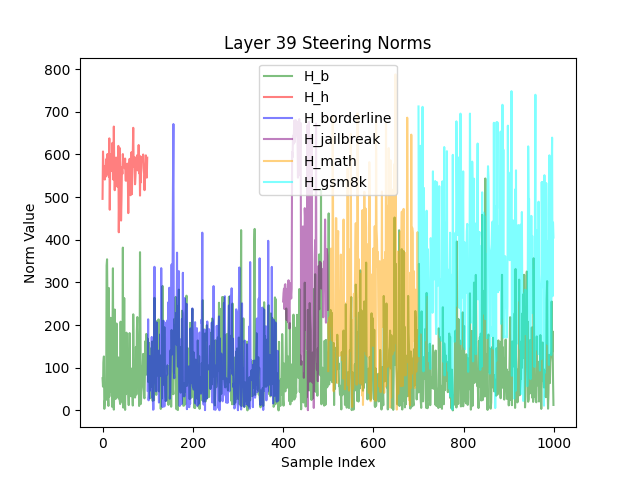 Layer 39 Steering Norms
Norm Value
800
700
600
500
400
300
200
100
0
H_b
H_h
H_borderline
H_jailbreak
H_math
H_gsm8k
0
200
400
600
800
1000
Sample Index